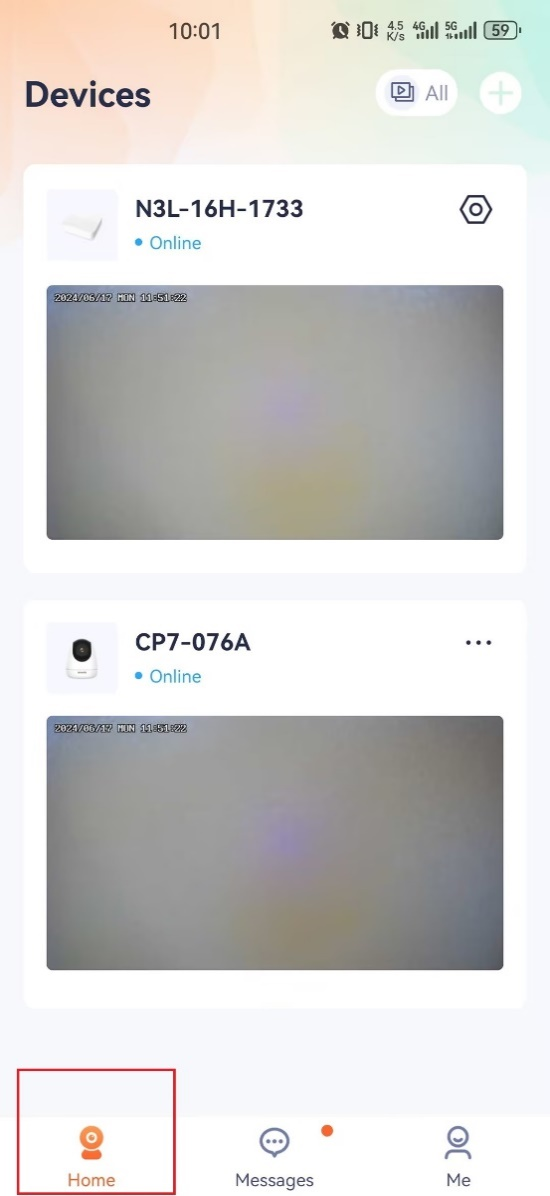 10:01
4.5 K/s 4G 5G 59
Devices
All
N3L-16H-1733
Online
2024/06/17 MON 11:51:22
CP7-076A
Online
2024/06/17 MON 11:51:22
Home
Messages
Me